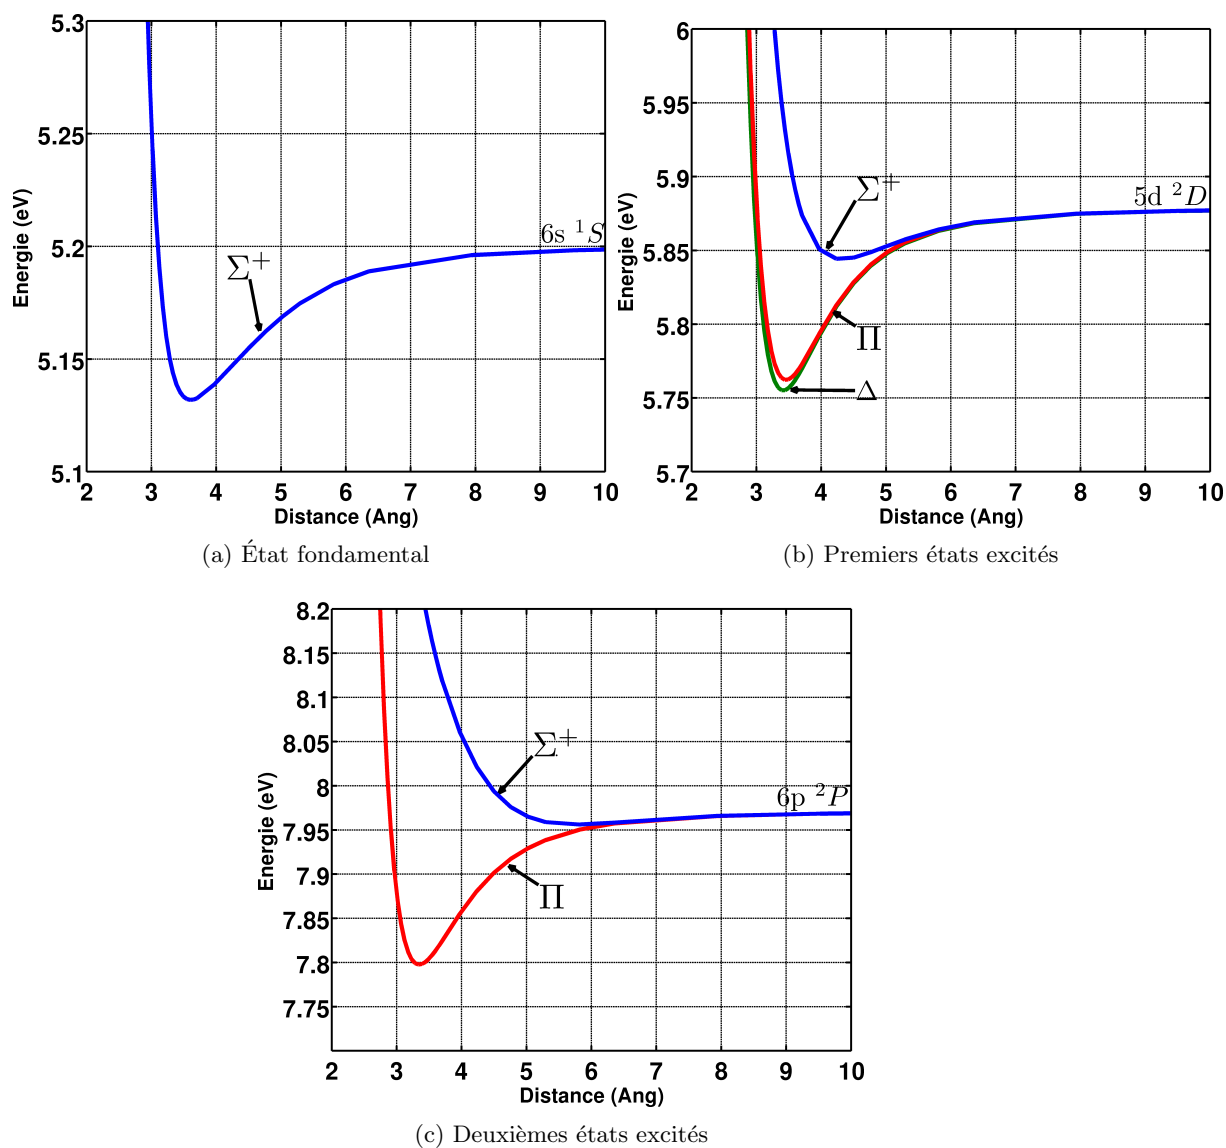 5.3
5.25
5.2
5.15
5.1
Energie (eV)
2 3 4 5 6 7 8 9 10
Distance (Ang)
Σ⁺
6s ¹S
(a) État fondamental
6
5.95
5.9
5.85
5.8
5.75
5.7
Energie (eV)
2 3 4 5 6 7 8 9 10
Distance (Ang)
Σ⁺
5d ²D
Π
Δ
(b) Premiers états excités
8.2
8.15
8.1
8.05
8
7.95
7.9
7.85
7.8
7.75
Energie (eV)
2 3 4 5 6 7 8 9 10
Distance (Ang)
Σ⁺
6p ²P
Π
(c) Deuxièmes états excités